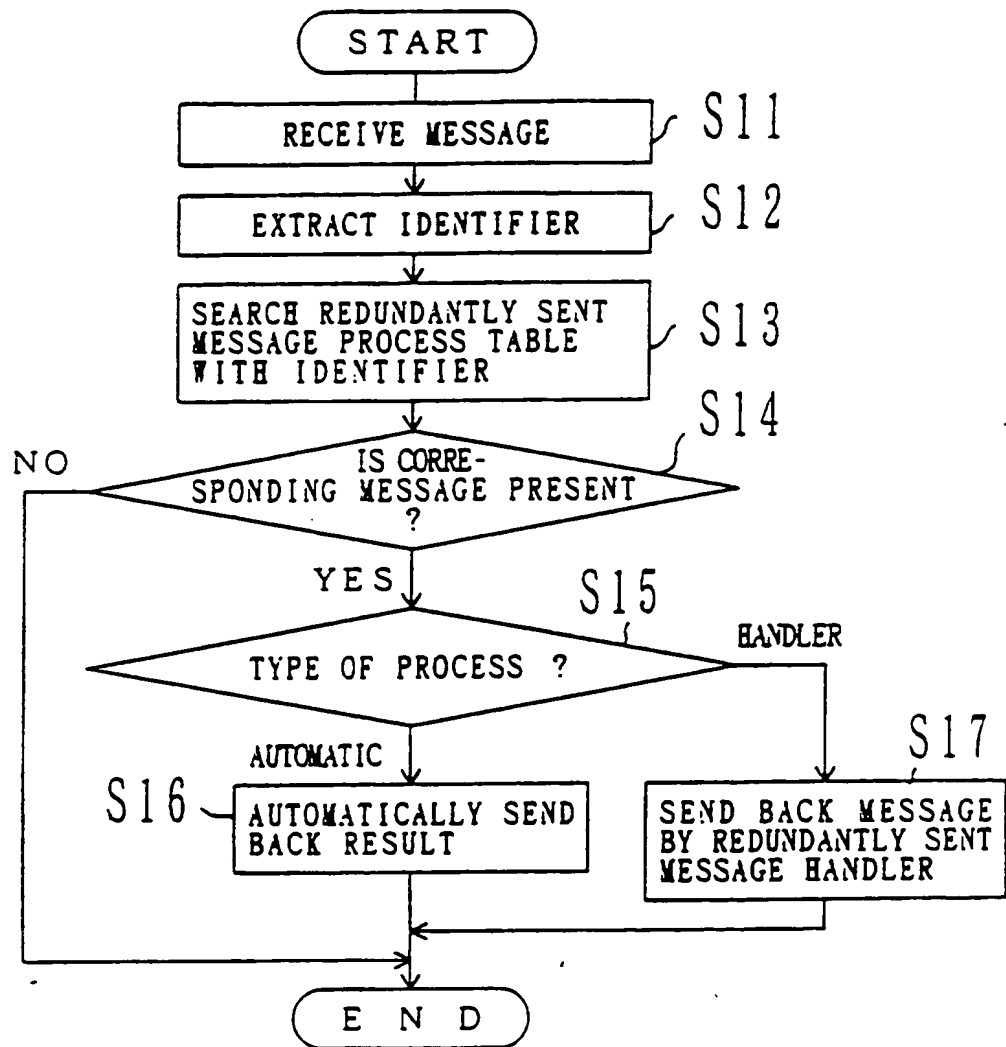 START
RECEIVE MESSAGE
S11
EXTRACT IDENTIFIER
S12
SEARCH REDUNDANTLY SENT
MESSAGE PROCESS TABLE
WITH IDENTIFIER
S13
S14
NO
IS CORRE-
SPONDING MESSAGE PRESENT
?
YES
S15
TYPE OF PROCESS ?
HANDLER
AUTOMATIC
S16
AUTOMATICALLY SEND
BACK RESULT
S17
SEND BACK MESSAGE
BY REDUNDANTLY SENT
MESSAGE HANDLER
END